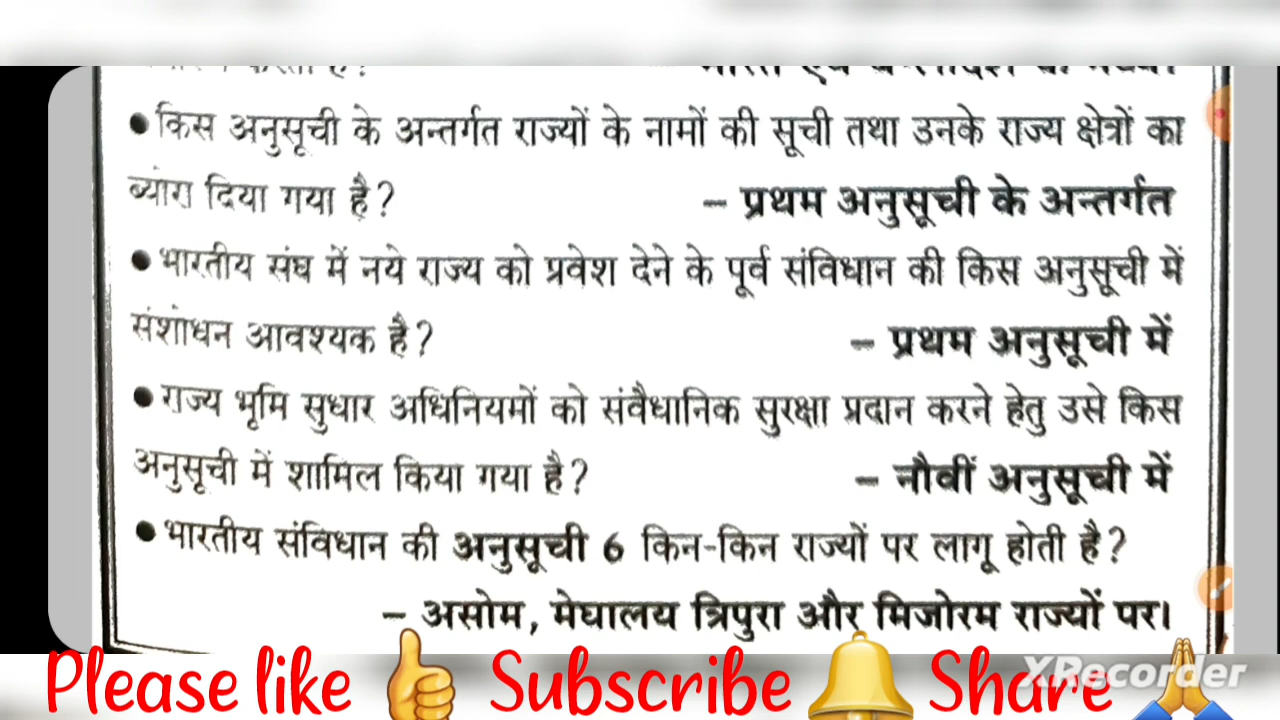 ● किस अनुसूची के अन्तर्गत राज्यों के नामों की सूची तथा उनके राज्य क्षेत्रों का
ब्योरा दिया गया है? – प्रथम अनुसूची के अन्तर्गत
● भारतीय संघ में नये राज्य को प्रवेश देने के पूर्व संविधान की किस अनुसूची में
संशोधन आवश्यक है? – प्रथम अनुसूची में
● राज्य भूमि सुधार अधिनियमों को संवैधानिक सुरक्षा प्रदान करने हेतु उसे किस
अनुसूची में शामिल किया गया है? – नौवीं अनुसूची में
● भारतीय संविधान की अनुसूची 6 किन-किन राज्यों पर लागू होती है?
– असोम, मेघालय त्रिपुरा और मिजोरम राज्यों पर।
Please like 👍 Subscribe 🔔 Share 🙏
XRecorder